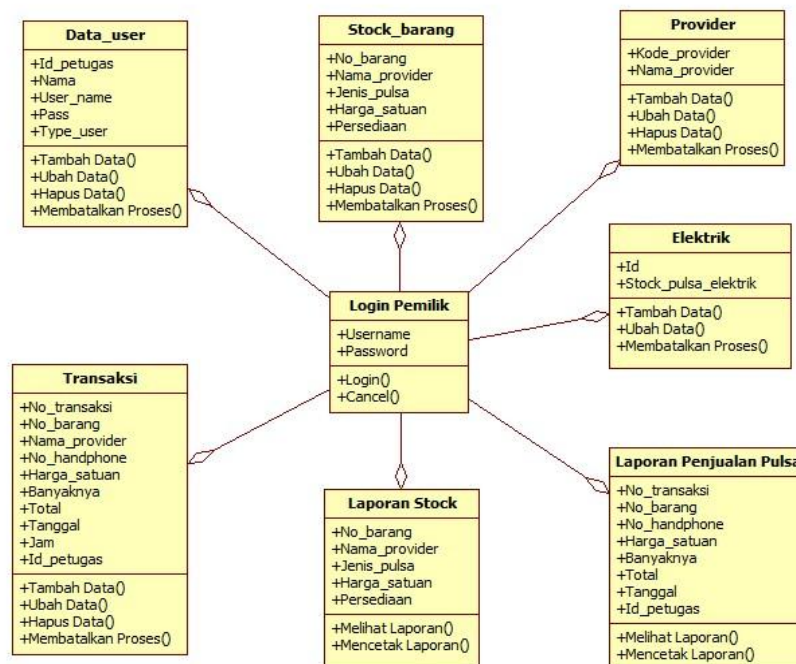 Data_user
+Id_petugas
+Nama
+User_name
+Pass
+Type_user
+Tambah Data()
+Ubah Data()
+Hapus Data()
+Membatalkan Proses()
Stock_barang
+No_barang
+Nama_provider
+Jenis_pulsa
+Harga_satuan
+Persediaan
+Tambah Data()
+Ubah Data()
+Hapus Data()
+Membatalkan Proses()
Provider
+Kode_provider
+Nama_provider
+Tambah Data()
+Ubah Data()
+Hapus Data()
+Membatalkan Proses()
Elektrik
+Id
+Stock_pulsa_elektrik
+Tambah Data()
+Ubah Data()
+Membatalkan Proses()
Login Pemilik
+Username
+Password
+Login()
+Cancel()
Transaksi
+No_transaksi
+No_barang
+Nama_provider
+No_handphone
+Harga_satuan
+Banyaknya
+Total
+Tanggal
+Jam
+Id_petugas
+Tambah Data()
+Ubah Data()
+Hapus Data()
+Membatalkan Proses()
Laporan Stock
+No_barang
+Nama_provider
+Jenis_pulsa
+Harga_satuan
+Persediaan
+Melihat Laporan()
+Mencetak Laporan()
Laporan Penjualan Pulsa
+No_transaksi
+No_barang
+No_handphone
+Harga_satuan
+Banyaknya
+Total
+Tanggal
+Id_petugas
+Melihat Laporan()
+Mencetak Laporan()